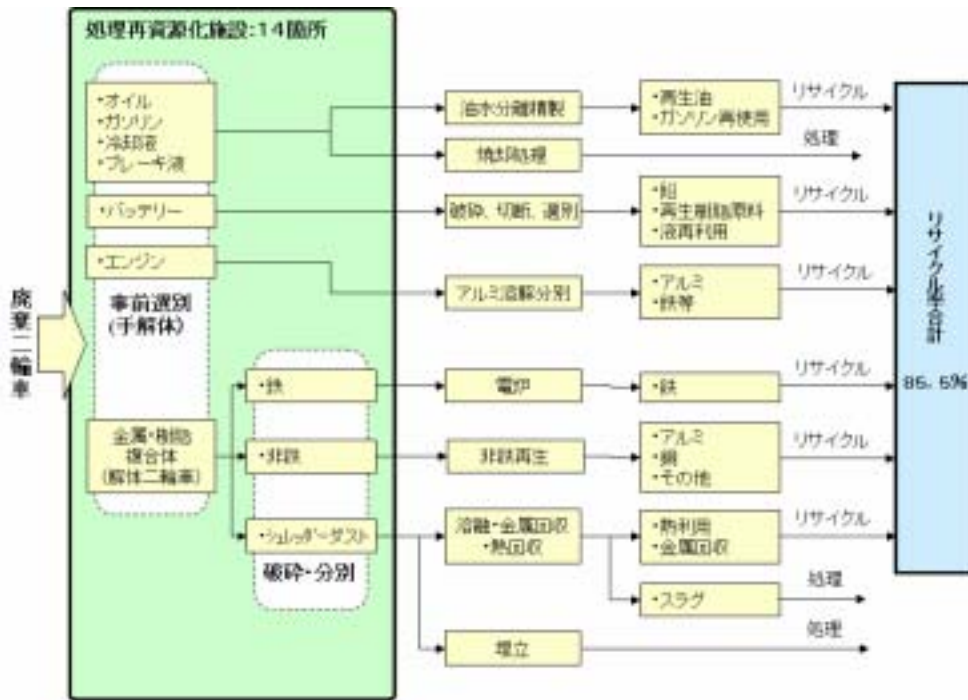 処理再資源化施設:14箇所
・オイル
・ガソリン
・冷却液
・ブレーキ液
・バッテリー
・エンジン
事前選別
(手解体)
廃棄二輪車
金属・樹脂
複合体
(解体二輪車)
・鉄
・非鉄
・シュレッダーダスト
破砕・分別
油水分離精製
焼却処理
破砕、切断、選別
アルミ溶解分別
電炉
非鉄再生
溶融・金属回収
・熱回収
埋立
・再生油
・ガソリン再使用
・鉛
・再生樹脂原料
・液再利用
・アルミ
・鉄等
・鉄
・アルミ
・銅
・その他
・熱利用
・金属回収
・スラグ
リサイクル
処理
リサイクル
リサイクル
リサイクル
リサイクル
リサイクル
処理
処理
リサイクル率合計
85.5%